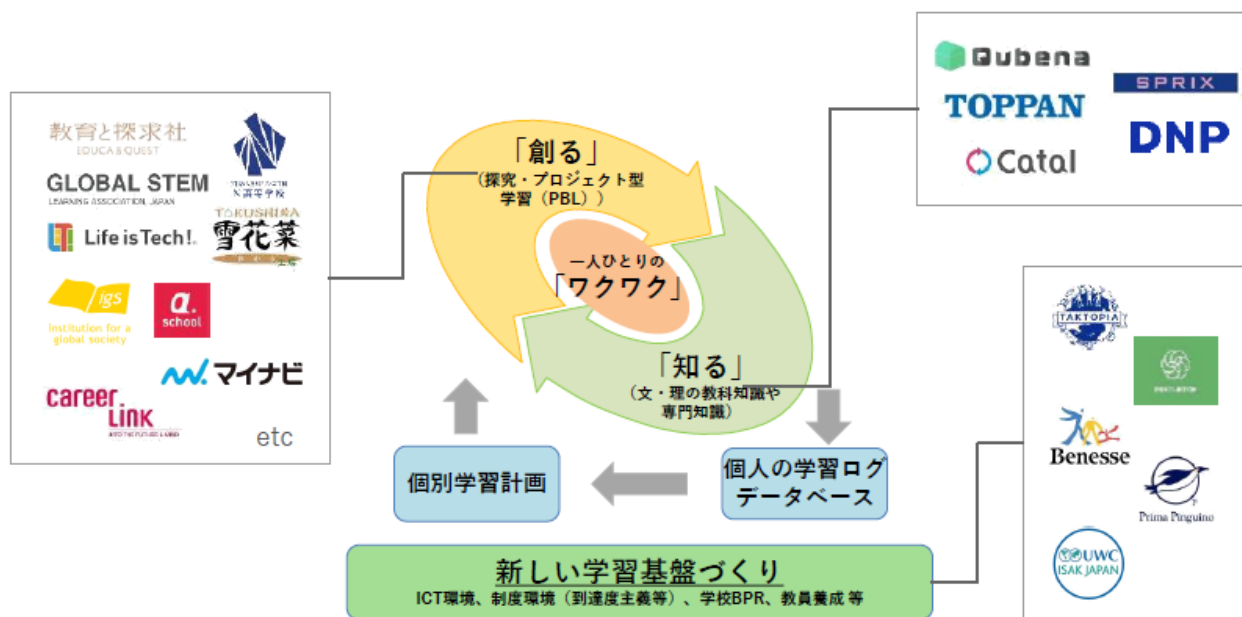 教育と探求社
EDUCA & QUEST
N高等学校
GLOBAL STEM
LEARNING ASSOCIATION, JAPAN
Life is Tech!
TOKUSHIMA
雪花菜
igs
institution for a
global society
a.
school
マイナビ
career
Link
etc
「創る」
(探究・プロジェクト型
学習（PBL））
一人ひとりの
「ワクワク」
「知る」
（文・理の教科知識や
専門知識）
個別学習計画
個人の学習ログ
データベース
新しい学習基盤づくり
ICT環境、制度環境（到達度主義等）、学校BPR、教員養成 等
Qubena
SPRIX
TOPPAN
DNP
Catal
TAKTOPIA
Benesse
Prima Pinguino
UWC
ISAK JAPAN